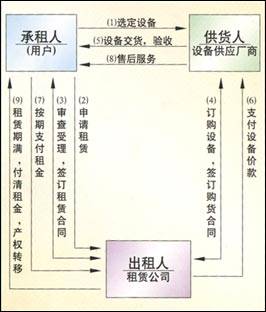 承租人
(用户)
(1)选定设备
(5)设备交货,验收
(8)售后服务
供货人
设备供应厂商
(9)租赁期满,付清租金,产权转移
(7)按期支付租金
(3)审查受理,签订租赁合同
(2)申请租赁
(4)订购设备,签订购货合同
(6)支付设备价款
出租人
租赁公司